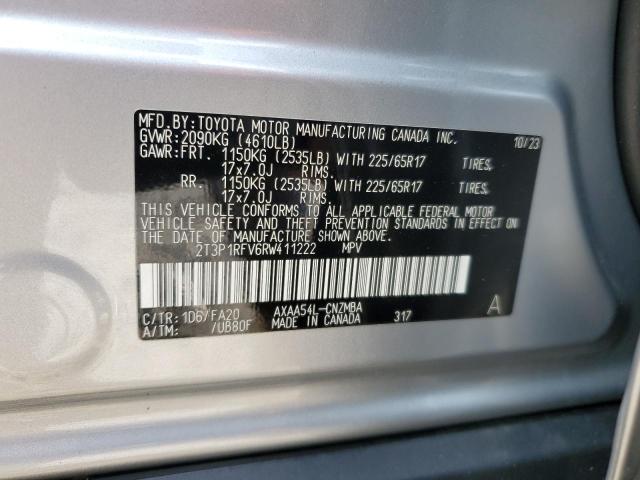 MFD.BY:TOYOTA MOTOR MANUFACTURING CANADA INC. 10/23
GVWR:2090KG (4610LB)
GAWR:FRT. 1150KG (2535LB) WITH 225/65R17 TIRES,
17x7.0J RIMS.
RR. 1150KG (2535LB) WITH 225/65R17 TIRES,
17x7.0J RIMS.
THIS VEHICLE CONFORMS TO ALL APPLICABLE FEDERAL MOTOR
VEHICLE SAFETY AND THEFT PREVENTION STANDARDS IN EFFECT
ON THE DATE OF MANUFACTURE SHOWN ABOVE.
2T3P1RFV6RW411222 MPV
C/TR:1D6/FA20 AXAA54L-CNZMBA
A/TM: /UB80F MADE IN CANADA 317 A